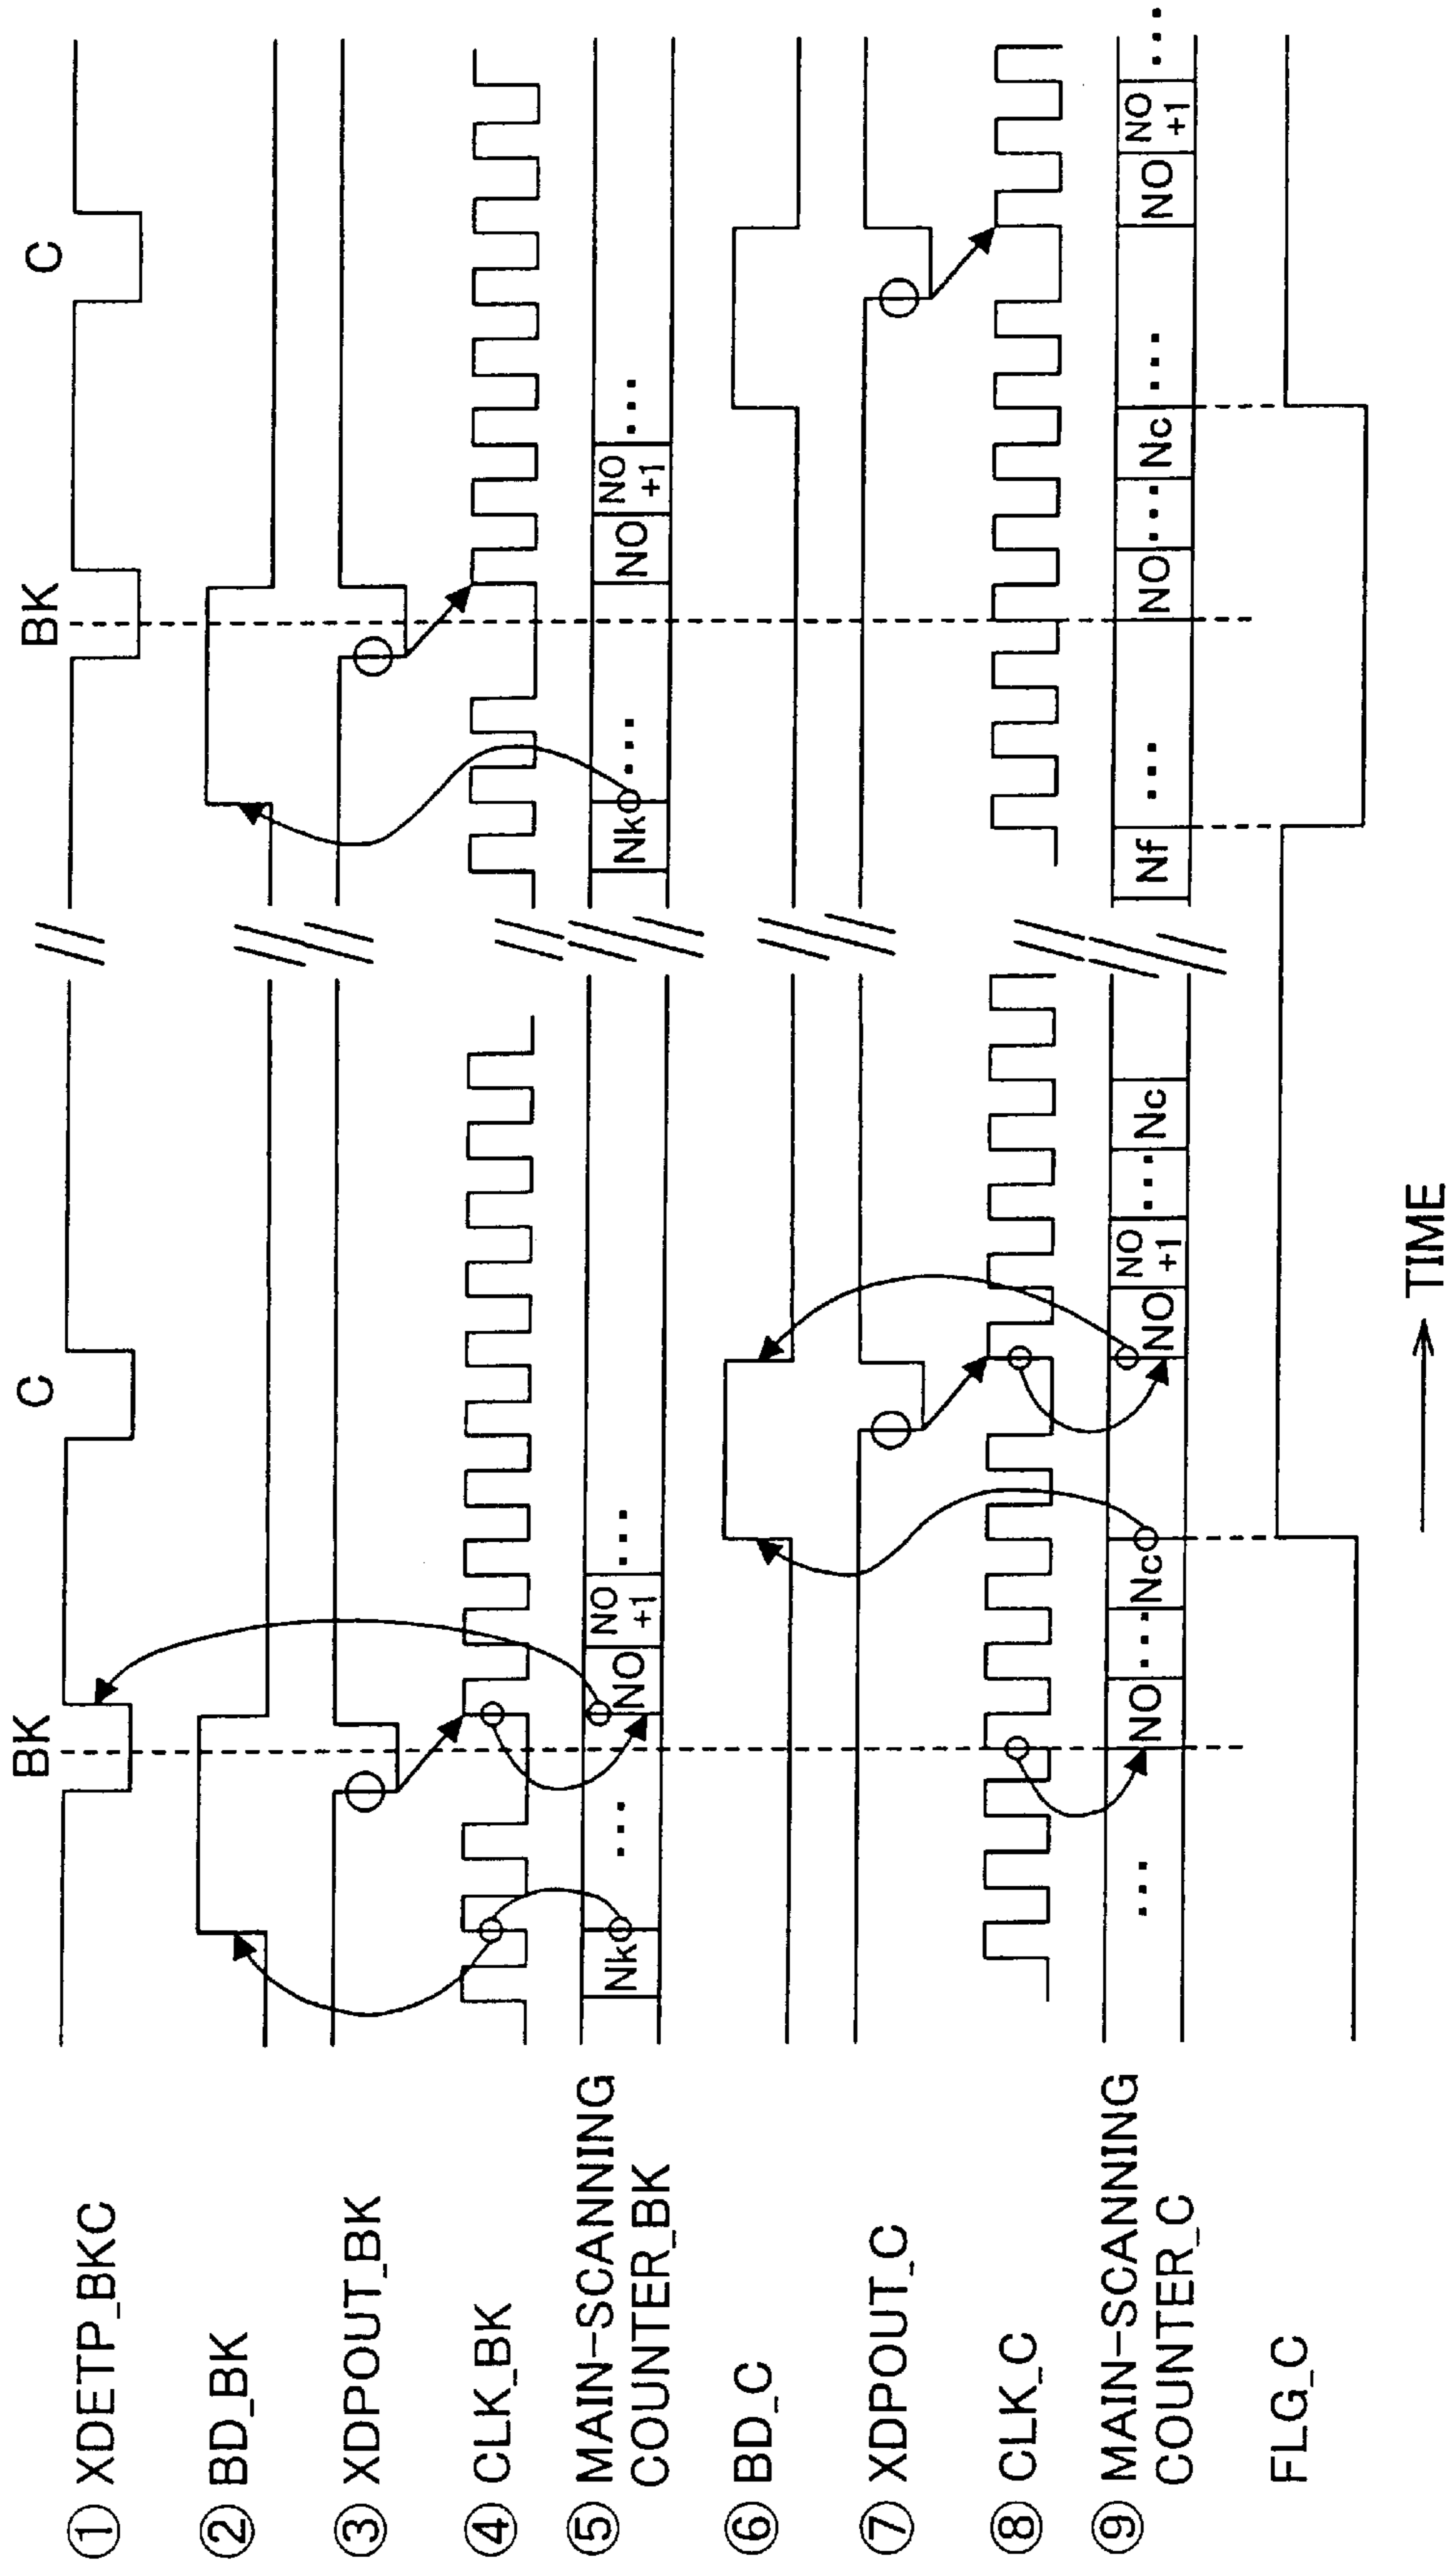 BK C BK C
① XDETP_BKC
② BD_BK
③ XDPOUT_BK
④ CLK_BK
⑤ MAIN-SCANNING
COUNTER_BK
Nk ... NO NO +1 ... Nk ... NO NO +1 ...
⑥ BD_C
⑦ XDPOUT_C
⑧ CLK_C
⑨ MAIN-SCANNING
COUNTER_C
... NO ... Nc NO NO +1 ... Nc Nf ... NO ... Nc ... NO NO +1 ...
FLG_C
TIME